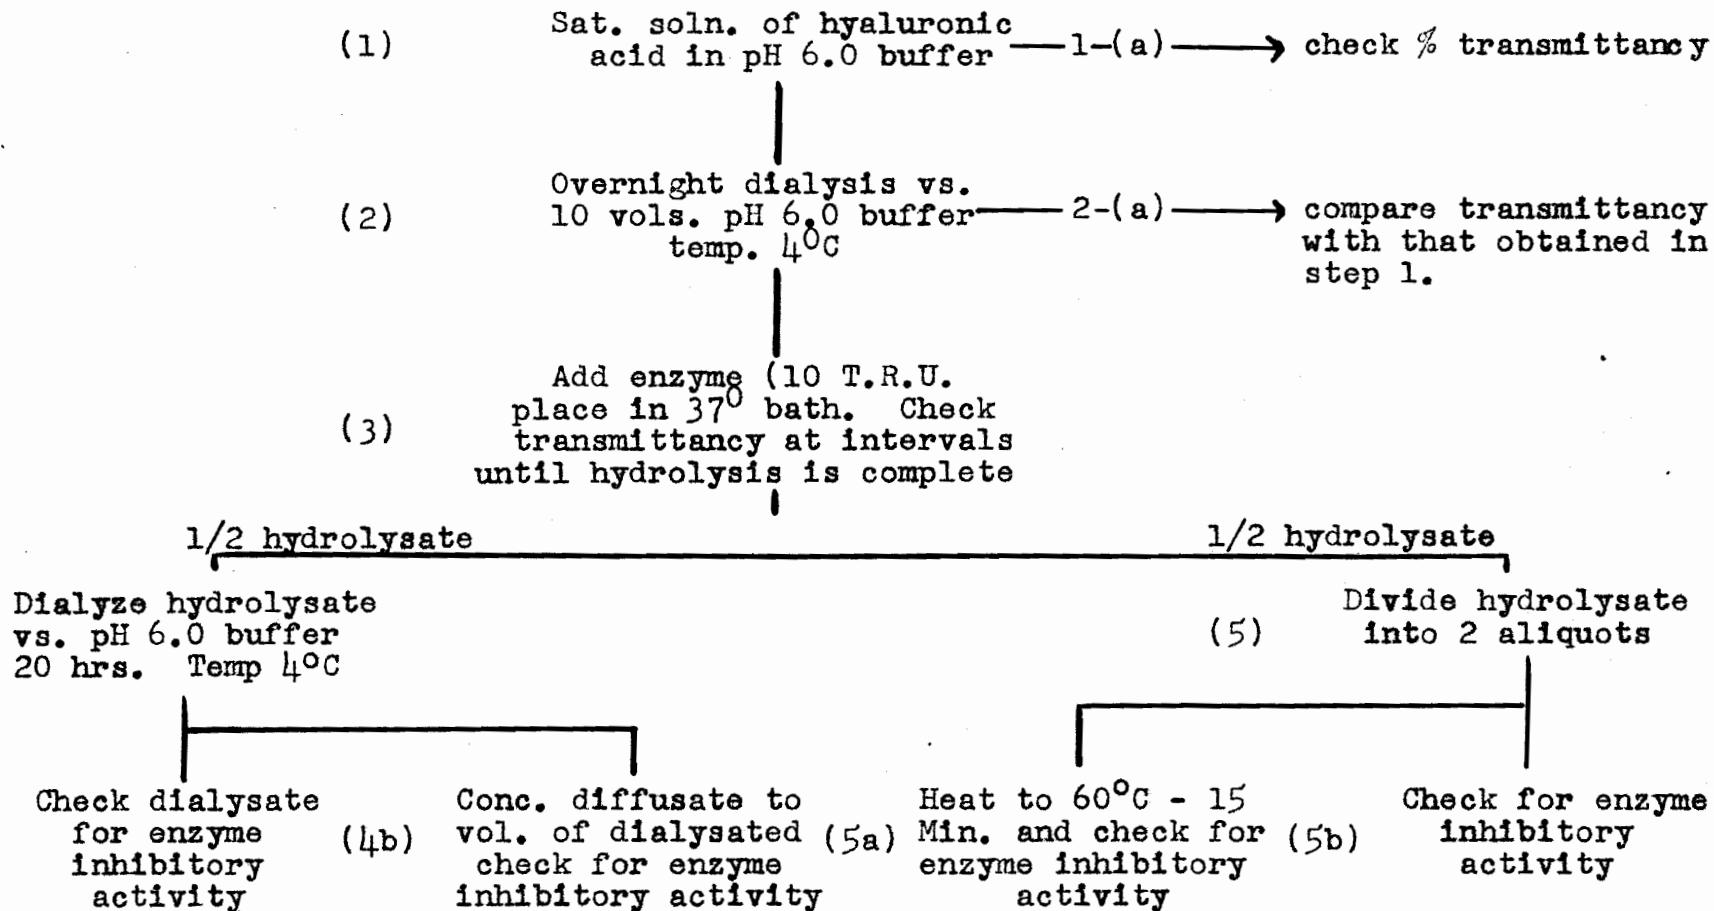 (1)
Sat. soln. of hyaluronic
acid in pH 6.0 buffer
1-(a)
check % transmittancy
(2)
Overnight dialysis vs.
10 vols. pH 6.0 buffer
temp. 4°C
2-(a)
compare transmittancy
with that obtained in
step 1.
(3)
Add enzyme (10 T.R.U.
place in 37° bath. Check
transmittancy at intervals
until hydrolysis is complete
1/2 hydrolysate
1/2 hydrolysate
Dialyze hydrolysate
vs. pH 6.0 buffer
20 hrs. Temp 4°C
(5)
Divide hydrolysate
into 2 aliquots
Check dialysate
for enzyme
inhibitory
activity
(4b)
Conc. diffusate to
vol. of dialysated
check for enzyme
inhibitory activity
(5a)
Heat to 60°C - 15
Min. and check for
enzyme inhibitory
activity
(5b)
Check for enzyme
inhibitory
activity